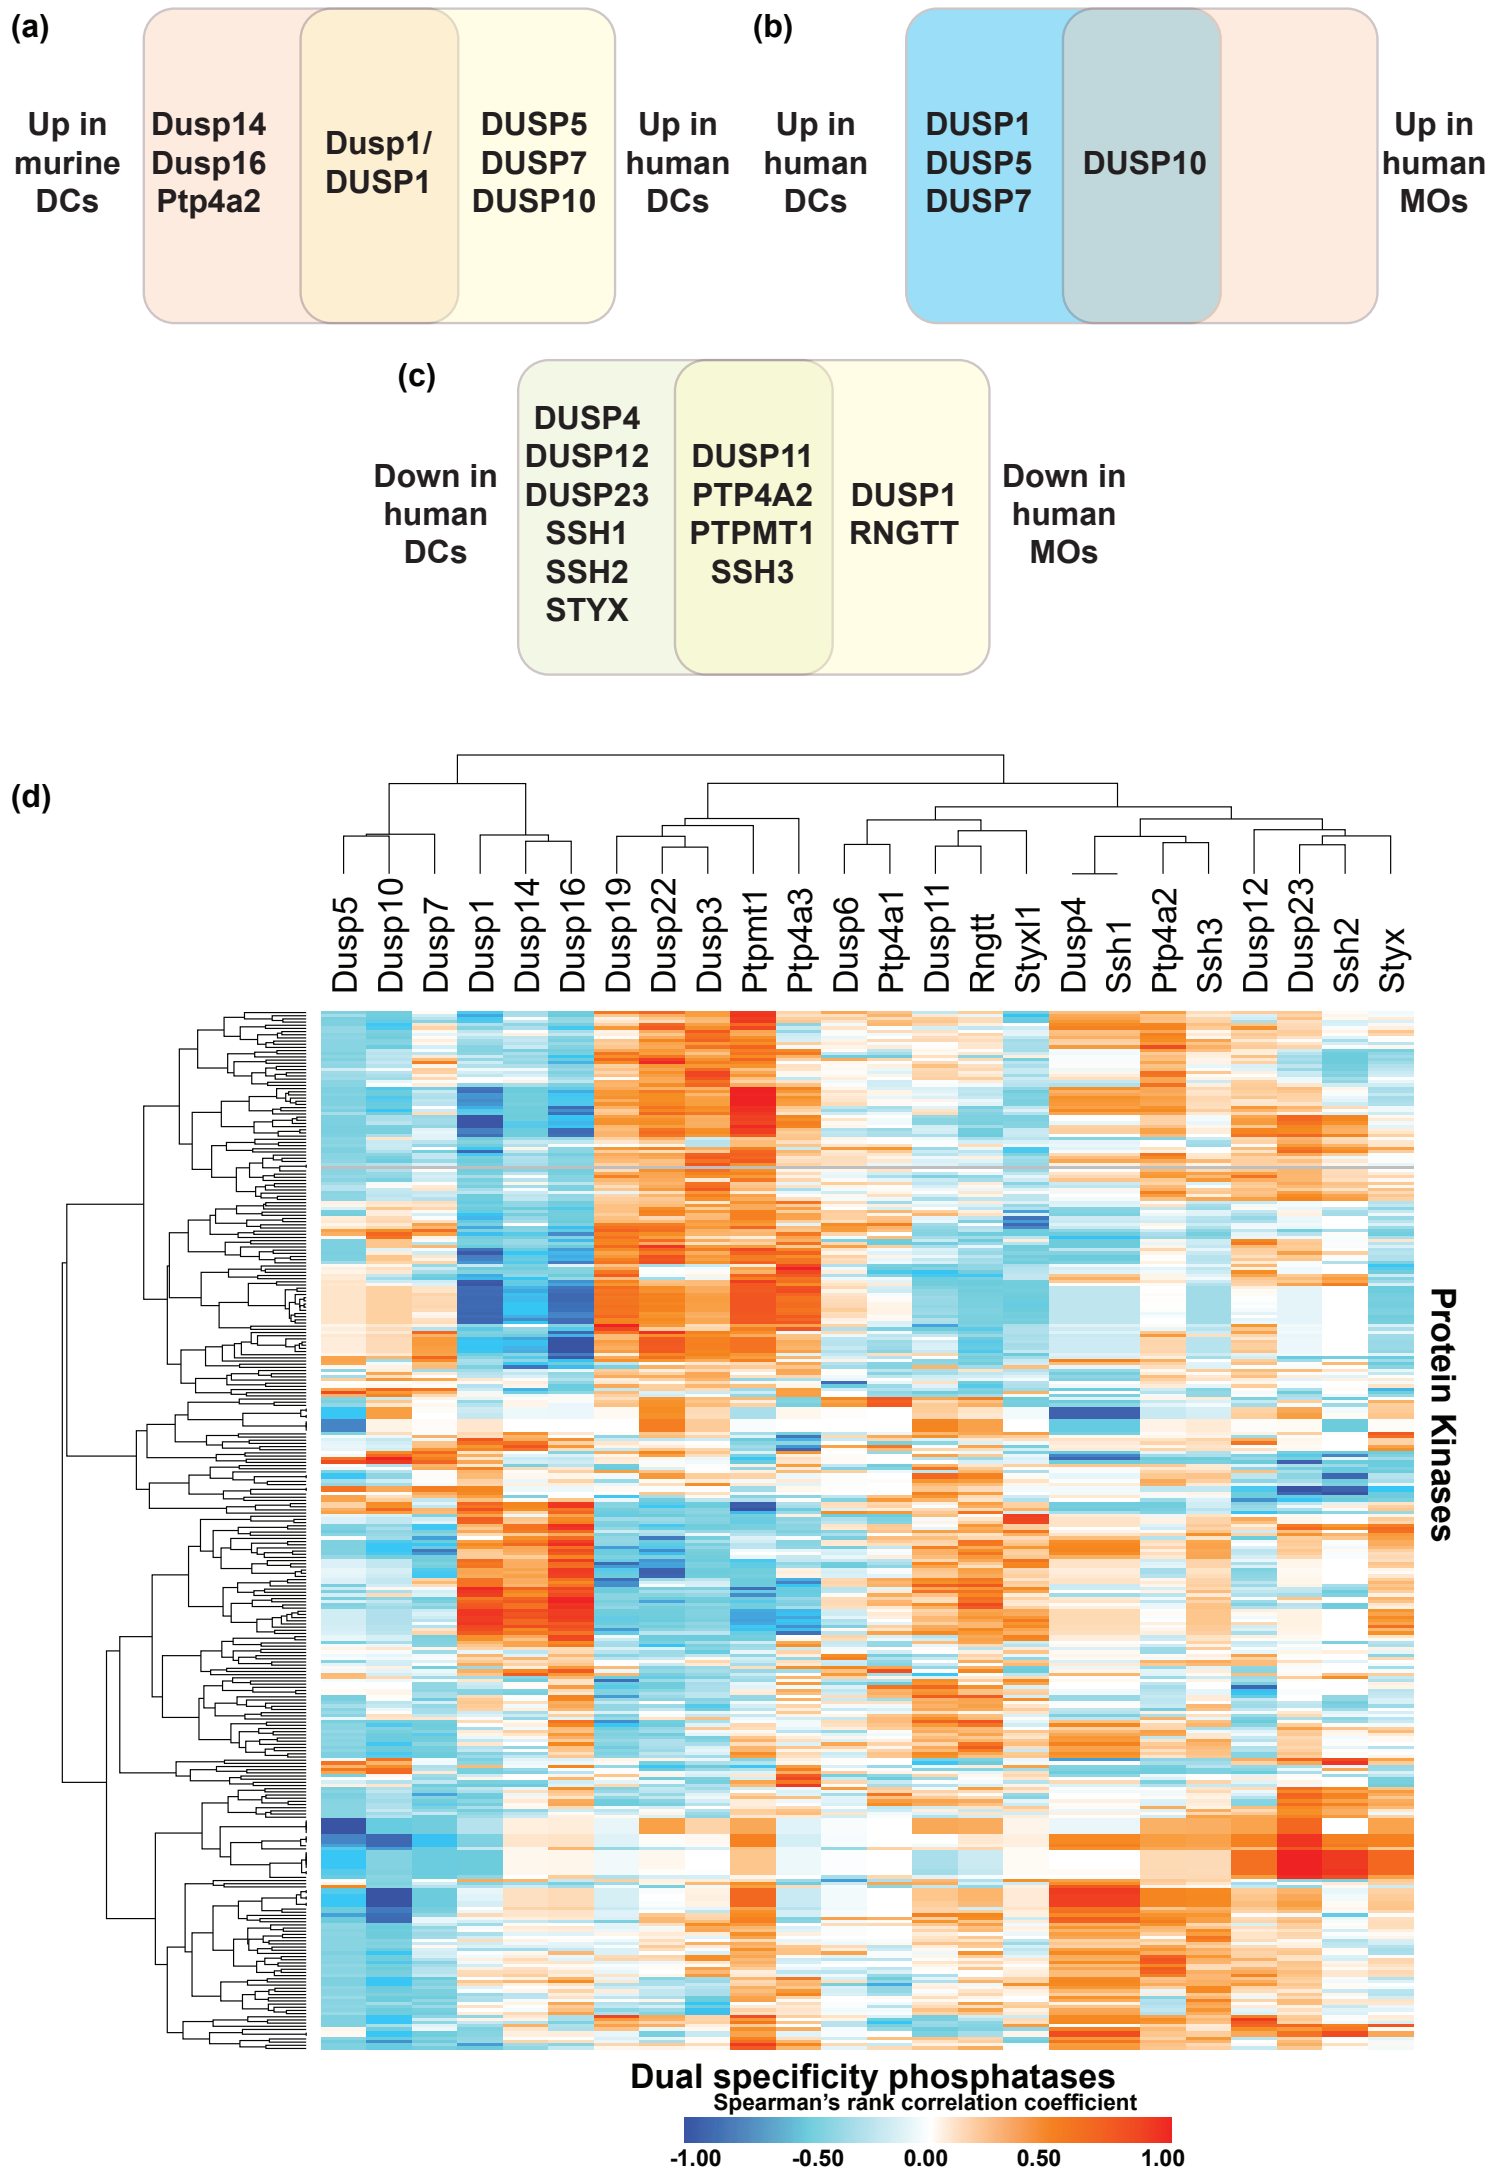 (a)
Up in
murine
DCs
Dusp14
Dusp16
Ptp4a2
Dusp1/
DUSP1
DUSP5
DUSP7
DUSP10
Up in
human
DCs
(b)
Up in
human
DCs
DUSP1
DUSP5
DUSP7
DUSP10
Up in
human
MOs
(c)
Down in
human
DCs
DUSP4
DUSP12
DUSP23
SSH1
SSH2
STYX
DUSP11
PTP4A2
PTPMT1
SSH3
DUSP1
RNGTT
Down in
human
MOs
(d)
Dusp5
Dusp10
Dusp7
Dusp1
Dusp14
Dusp16
Dusp19
Dusp22
Dusp3
Ptpmt1
Ptp4a3
Dusp6
Ptp4a1
Dusp11
Rngtt
Styxl1
Dusp4
Ssh1
Ptp4a2
Ssh3
Dusp12
Dusp23
Ssh2
Styx
Protein Kinases
Dual specificity phosphatases
Spearman's rank correlation coefficient
-1.00
-0.50
0.00
0.50
1.00